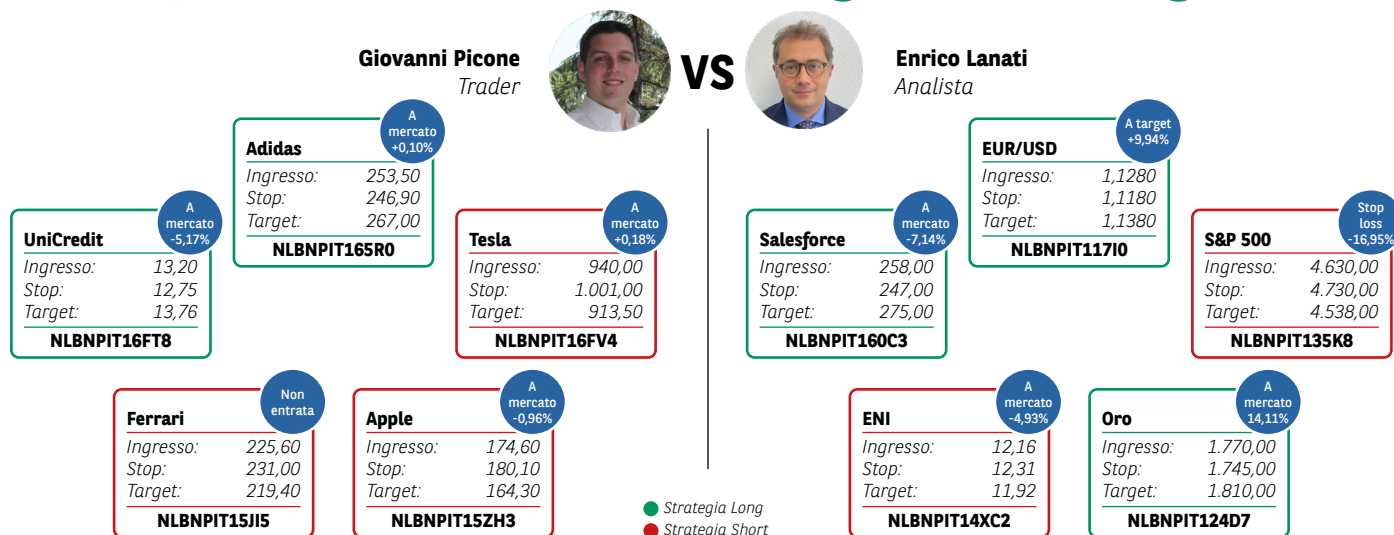 Giovanni Picone
Trader
VS
Enrico Lanati
Analista
A
mercato
+0,10%
Adidas
Ingresso: 253,50
Stop: 246,90
Target: 267,00
NLBNPIT165R0
A
mercato
-5,17%
UniCredit
Ingresso: 13,20
Stop: 12,75
Target: 13,76
NLBNPIT16FT8
A
mercato
+0,18%
Tesla
Ingresso: 940,00
Stop: 1.001,00
Target: 913,50
NLBNPIT16FV4
Non
entrata
Ferrari
Ingresso: 225,60
Stop: 231,00
Target: 219,40
NLBNPIT15JI5
A
mercato
-0,96%
Apple
Ingresso: 174,60
Stop: 180,10
Target: 164,30
NLBNPIT15ZH3
A target
+9,94%
EUR/USD
Ingresso: 1,1280
Stop: 1,1180
Target: 1,1380
NLBNPIT117I0
A
mercato
-7,14%
Salesforce
Ingresso: 258,00
Stop: 247,00
Target: 275,00
NLBNPIT160C3
Stop
loss
-16,95%
S&P 500
Ingresso: 4.630,00
Stop: 4.730,00
Target: 4.538,00
NLBNPIT135K8
A
mercato
-4,93%
ENI
Ingresso: 12,16
Stop: 12,31
Target: 11,92
NLBNPIT14XC2
A
mercato
14,11%
Oro
Ingresso: 1.770,00
Stop: 1.745,00
Target: 1.810,00
NLBNPIT124D7
Strategia Long
Strategia Short